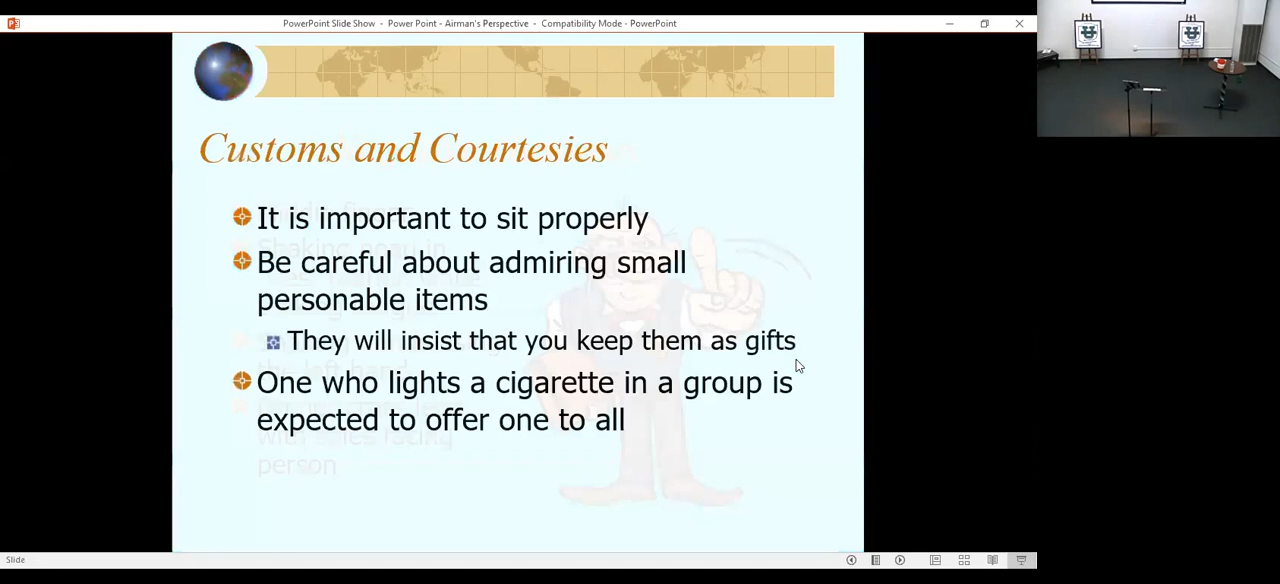 PowerPoint Slide Show - Power Point - Airman's Perspective - Compatibility Mode - PowerPoint
Customs and Courtesies
It is important to sit properly
Be careful about admiring small
personable items
They will insist that you keep them as gifts
One who lights a cigarette in a group is
expected to offer one to all
person
Slide